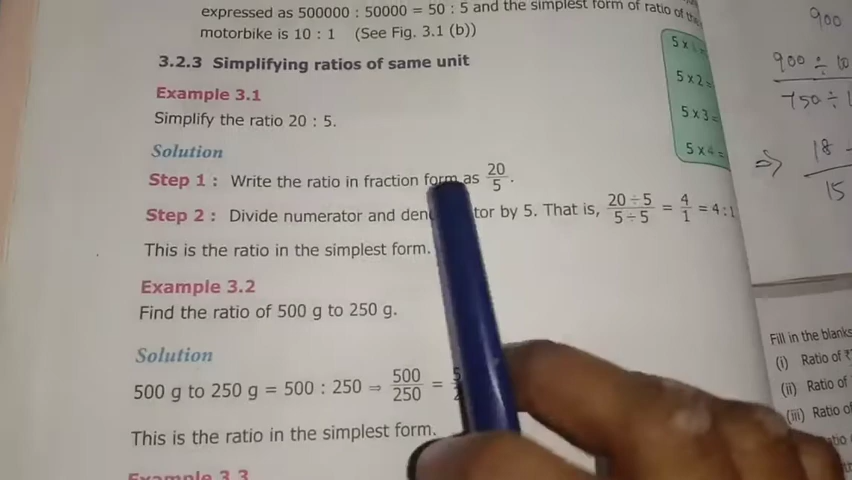 expressed as 500000 : 50000 = 50 : 5 and the simplest form of ratio of the
motorbike is 10 : 1 (See Fig. 3.1 (b))
3.2.3 Simplifying ratios of same unit
Example 3.1
Simplify the ratio 20 : 5.
Solution
Step 1 : Write the ratio in fraction form as 20/5.
Step 2 : Divide numerator and den tor by 5. That is, 20 ÷ 5 / 5 ÷ 5 = 4/1 = 4 : 1
This is the ratio in the simplest form.
Example 3.2
Find the ratio of 500 g to 250 g.
Solution
500 g to 250 g = 500 : 250 ⇒ 500/250 =
This is the ratio in the simplest form.
Example 3.3
5 x
5 x 2 =
5 x 3 =
5 x 4 =
900
900 ÷ 10
750 ÷
⇒ 18
15
Fill in the blanks
(i) Ratio of ₹
(ii) Ratio of
(iii) Ratio of